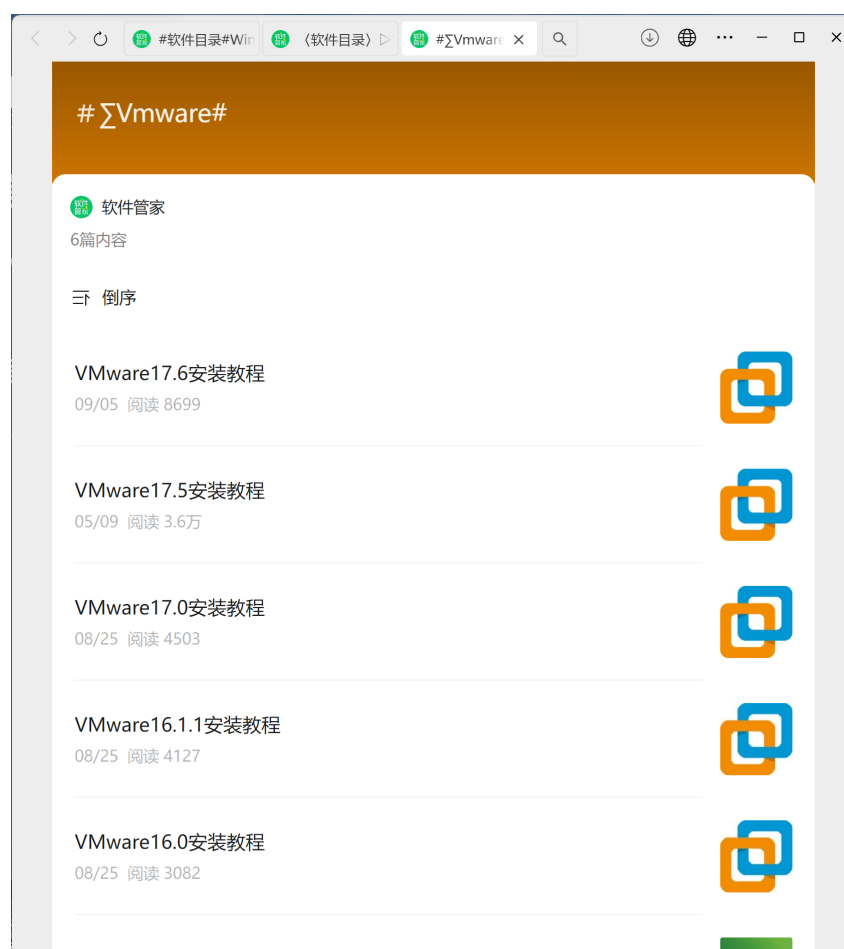 #软件目录#Win
〈软件目录〉
#∑Vmware
#∑Vmware#
软件管家
6篇内容
倒序
VMware17.6安装教程
09/05 阅读 8699
VMware17.5安装教程
05/09 阅读 3.6万
VMware17.0安装教程
08/25 阅读 4503
VMware16.1.1安装教程
08/25 阅读 4127
VMware16.0安装教程
08/25 阅读 3082